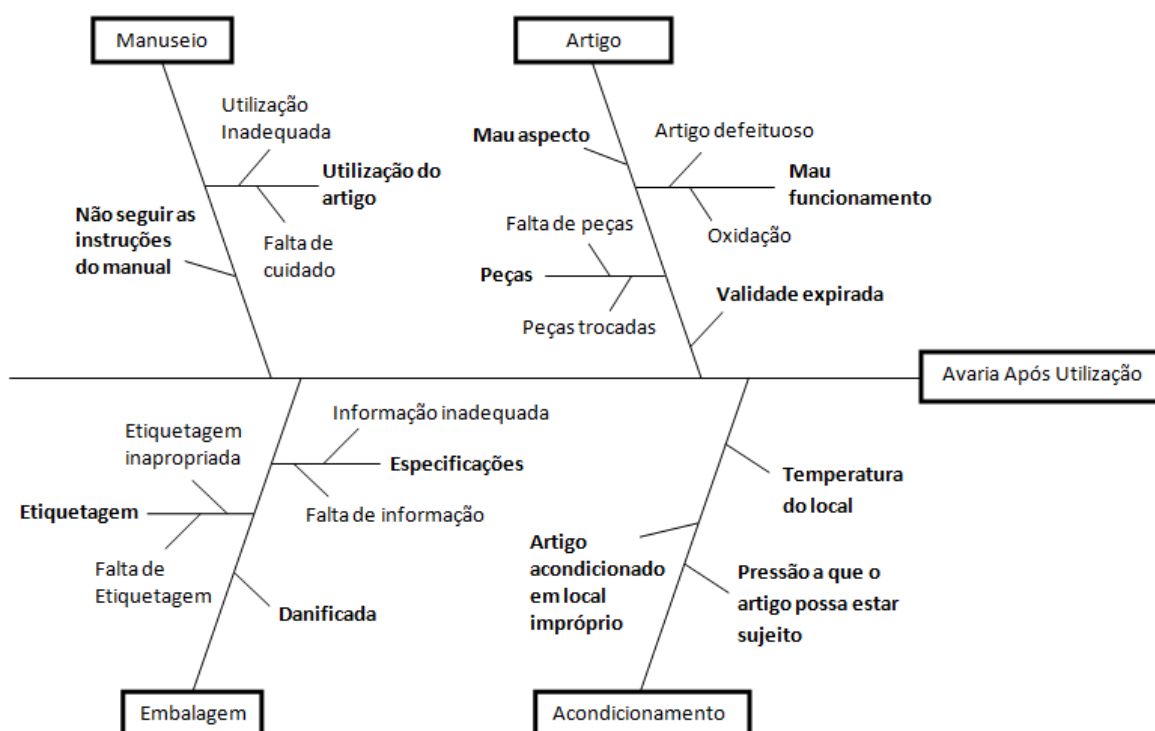 Manuseio
Artigo
Utilização
Inadequada
Utilização do
artigo
Não seguir as
instruções
do manual
Falta de
cuidado
Mau aspecto
Artigo defeituoso
Mau
funcionamento
Oxidação
Falta de peças
Peças
Peças trocadas
Validade expirada
Avaria Após Utilização
Informação inadequada
Etiquetagem
inapropriada
Especificações
Etiquetagem
Falta de informação
Falta de
Etiquetagem
Danificada
Temperatura
do local
Artigo
acondicionado
em local
impróprio
Pressão a que o
artigo possa estar
sujeito
Embalagem
Acondicionamento